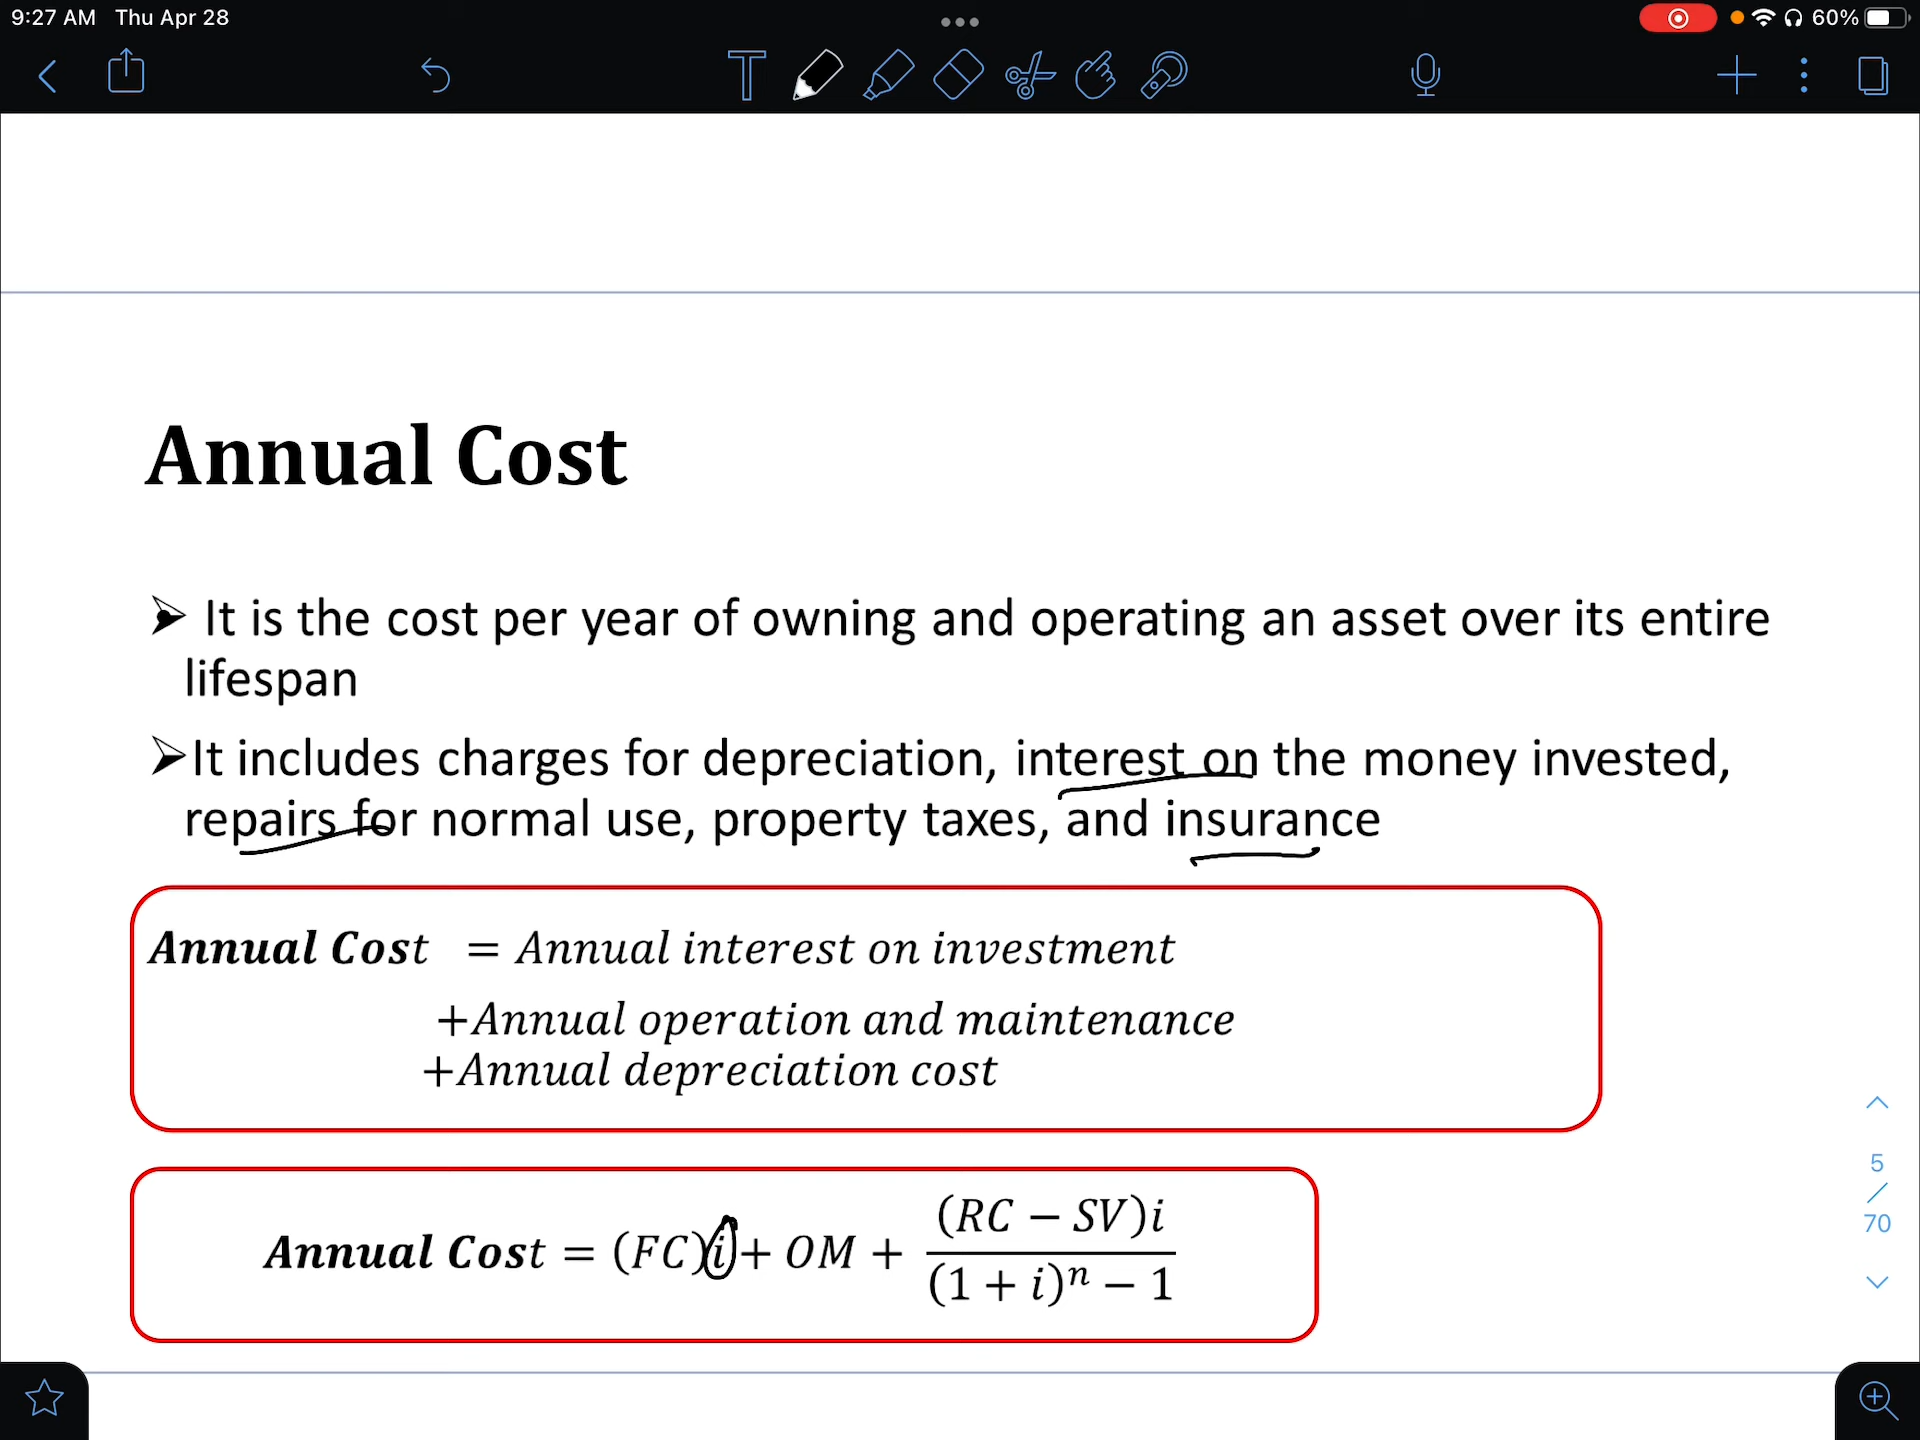 9:27 AM Thu Apr 28
60%
T
Annual Cost
➢ It is the cost per year of owning and operating an asset over its entire
lifespan
➢It includes charges for depreciation, interest on the money invested,
repairs for normal use, property taxes, and insurance
Annual Cost = Annual interest on investment
+Annual operation and maintenance
+Annual depreciation cost
Annual Cost = (FC)i + OM + \frac{(RC − SV)i}{(1 + i)^n − 1}
5
/
70